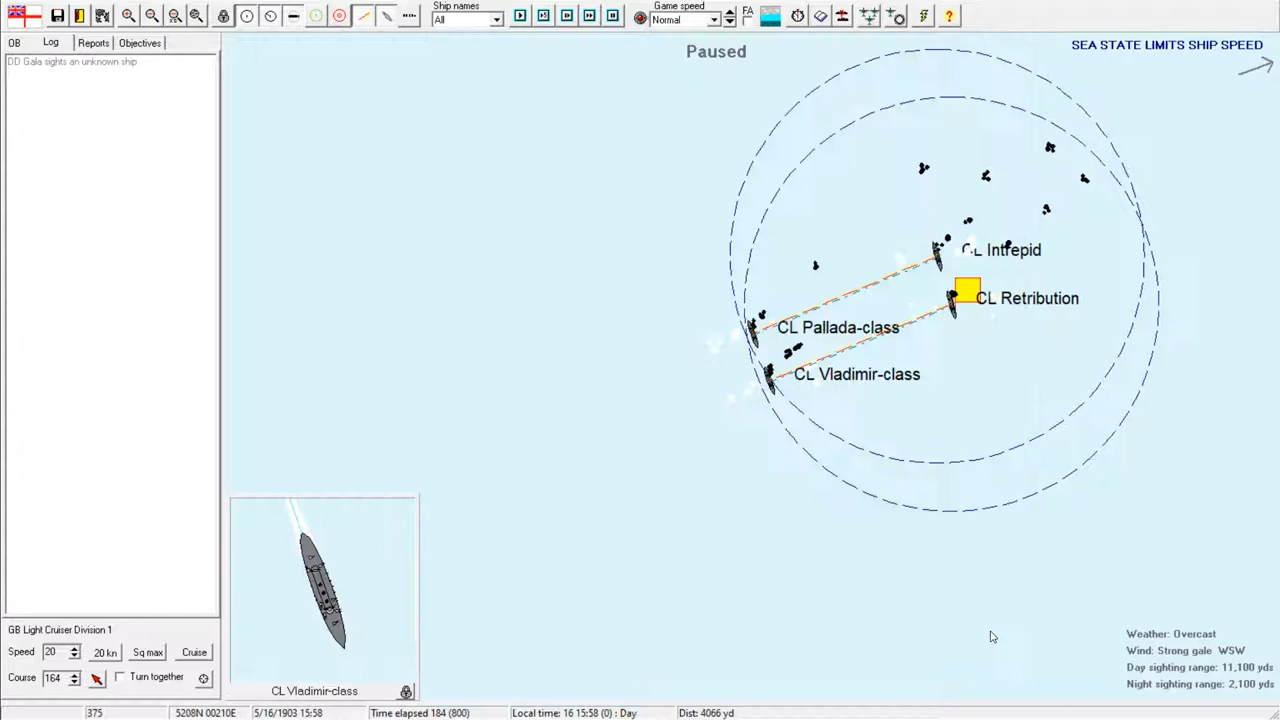 Ship names
All
Game speed
Normal
FA
OB
Log
Reports
Objectives
DD Gala sights an unknown ship
Paused
SEA STATE LIMITS SHIP SPEED
CL Intrepid
CL Retribution
CL Pallada-class
CL Vladimir-class
GB Light Cruiser Division 1
Speed 20 20 kn Sq max Cruise
Course 164 Turn together
CL Vladimir-class
Weather: Overcast
Wind: Strong gale WSW
Day sighting range: 11,100 yds
Night sighting range: 2,100 yds
375 5208N 00210E 5/16/1903 15:58 Time elapsed 184 (800) Local time: 16 15:58 (0) : Day Dist: 4066 yd